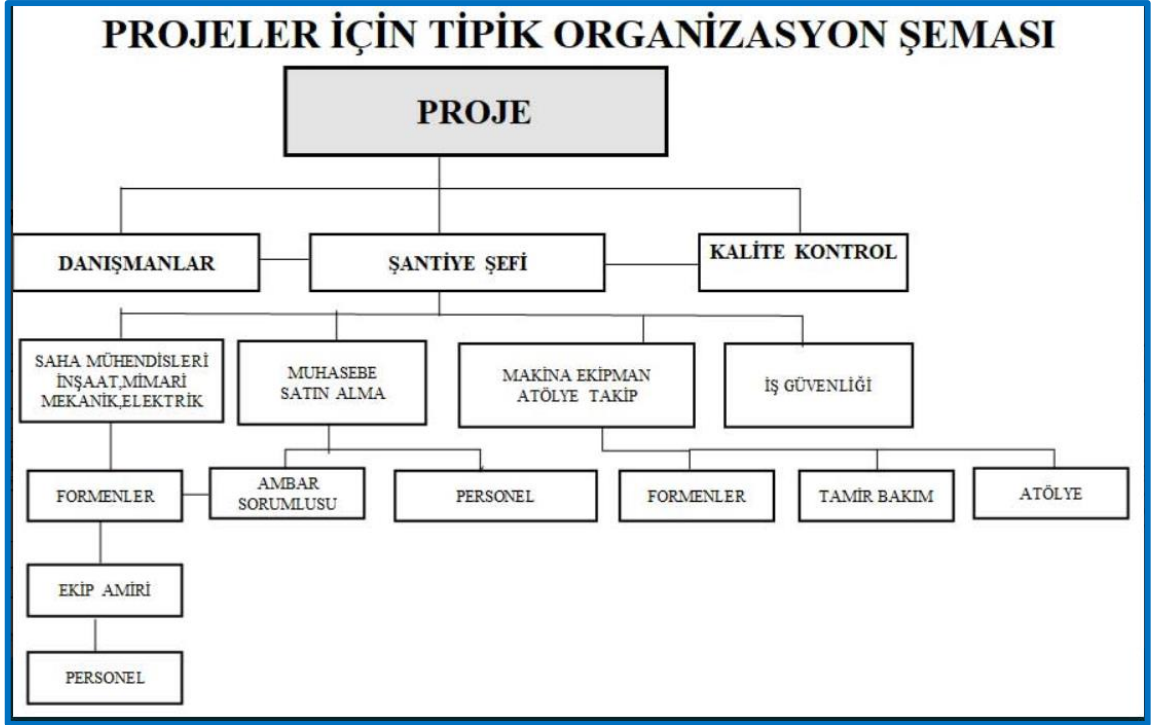 PROJELER İÇİN TİPİK ORGANİZASYON ŞEMASI
PROJE
DANIŞMANLAR
ŞANTİYE ŞEFİ
KALİTE KONTROL
SAHA MÜHENDİSLERİ
İNŞAAT,MİMARİ
MEKANİK,ELEKTRİK
MUHASEBE
SATIN ALMA
MAKİNA EKİPMAN
ATÖLYE TAKİP
İŞ GÜVENLİĞİ
FORMENLER
AMBAR
SORUMLUSU
PERSONEL
FORMENLER
TAMİR BAKIM
ATÖLYE
EKİP AMİRİ
PERSONEL